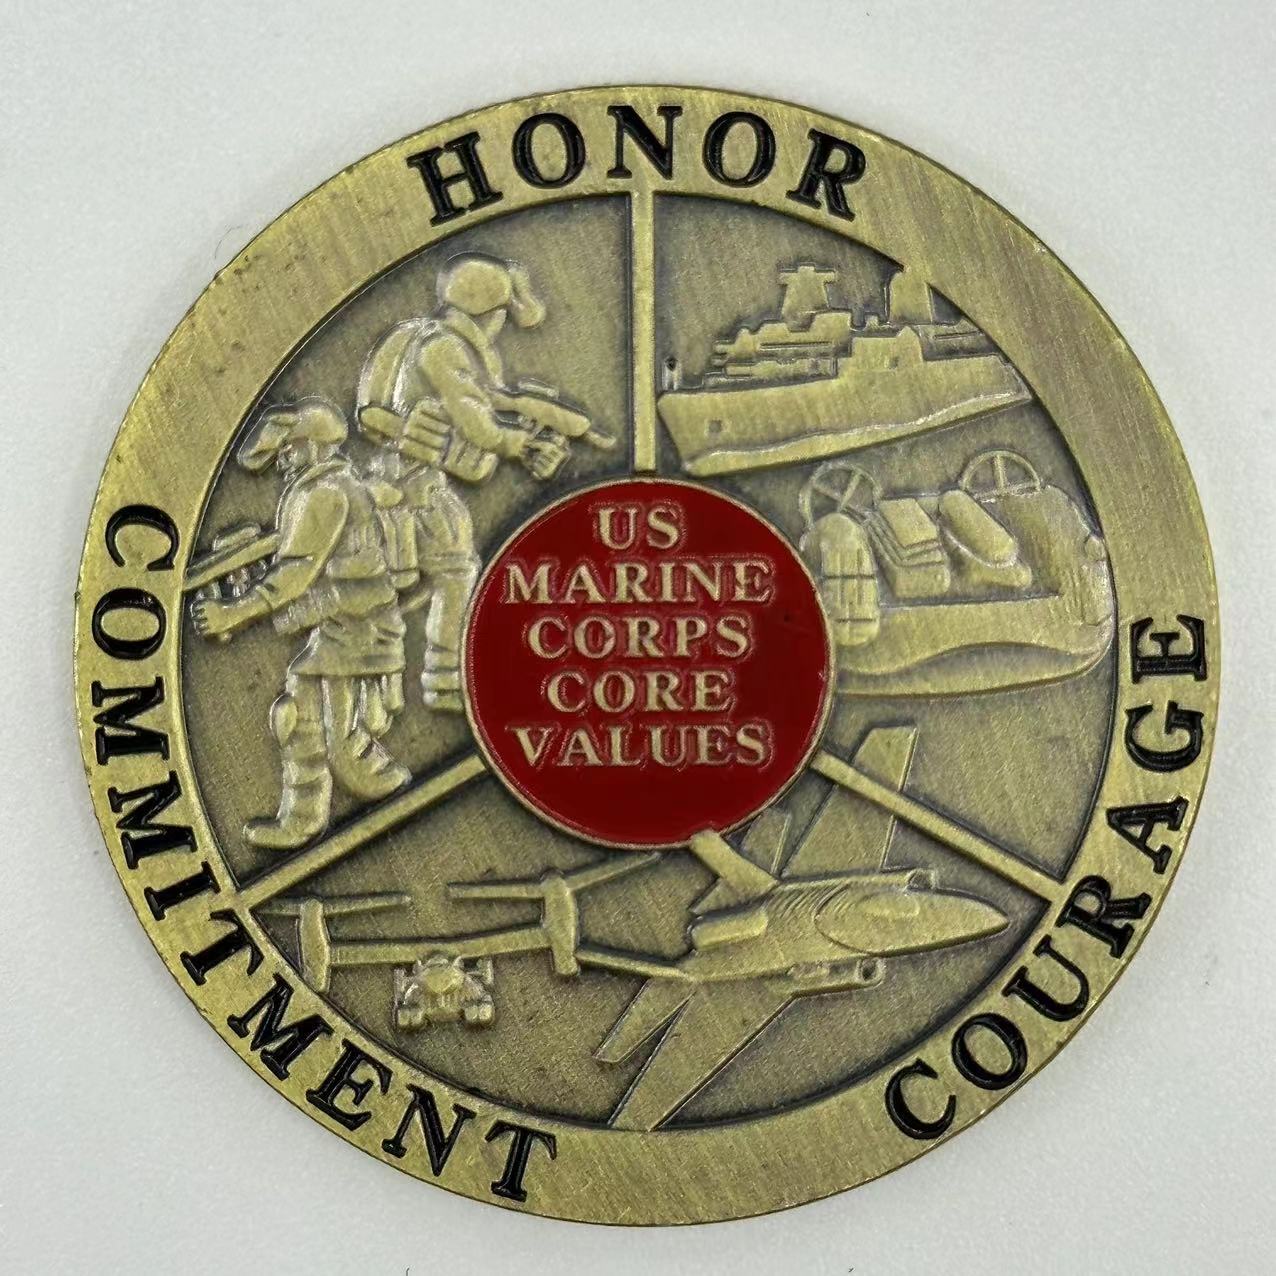 HONOR
COURAGE
COMMITMENT
US
MARINE
CORPS
CORE
VALUES